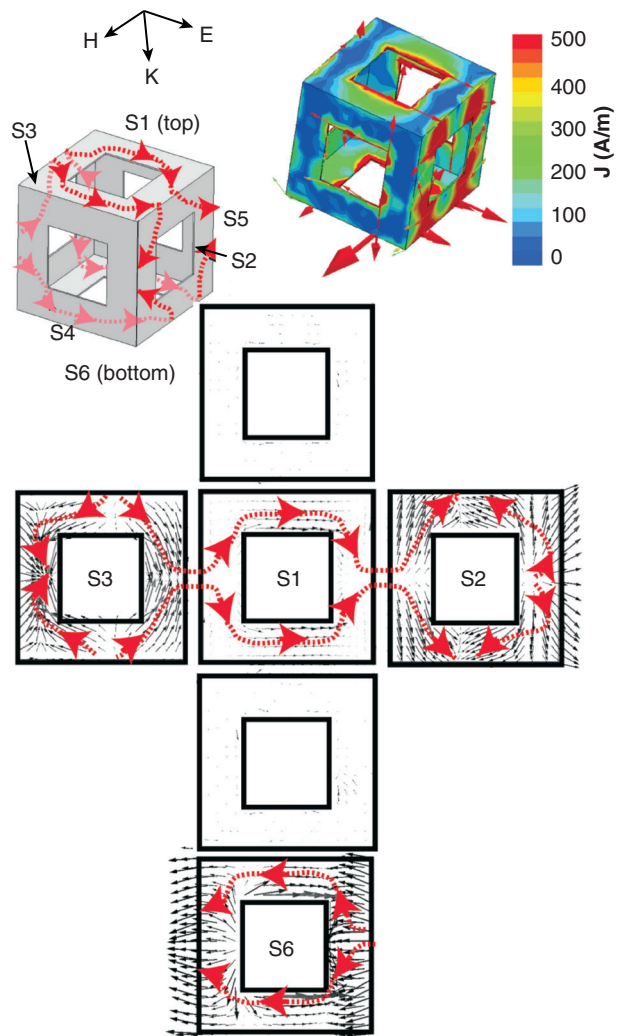 H
E
K
S3
S1 (top)
S5
S2
S4
S6 (bottom)
500
400
300
200
100
0
J (A/m)
S3
S1
S2
S6